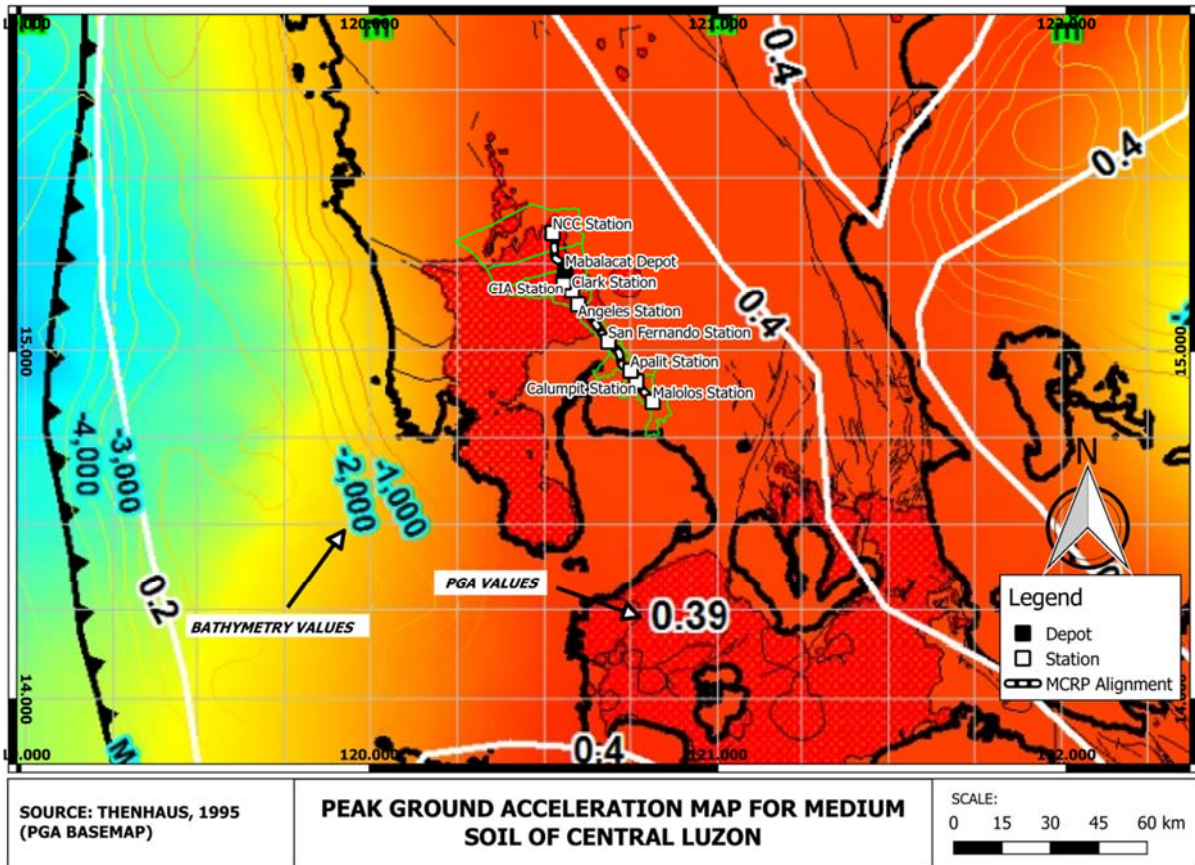 120.000
121.000
122.000
E
E
0.4
0.4
NCC Station
Mabalacat Depot
CIA Station
Clark Station
Angeles Station
0.4
San Fernando Station
15.000
15.000
Apalit Station
Calumpit Station
Malolos Station
-4,000
-3,000
-2,000
-1,000
N
PGA VALUES
0.39
0.2
BATHYMETRY VALUES
Legend
Depot
Station
MCRP Alignment
14.000
14.000
M
0.4
120.000
121.000
122.000
SOURCE: THENHAUS, 1995
(PGA BASEMAP)
PEAK GROUND ACCELERATION MAP FOR MEDIUM
SOIL OF CENTRAL LUZON
SCALE:
0 15 30 45 60 km